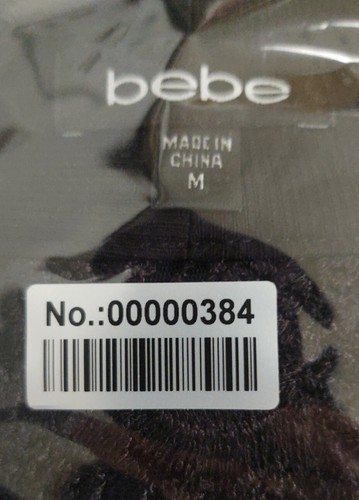 bebe
MADE IN
CHINA
M
No.:00000384